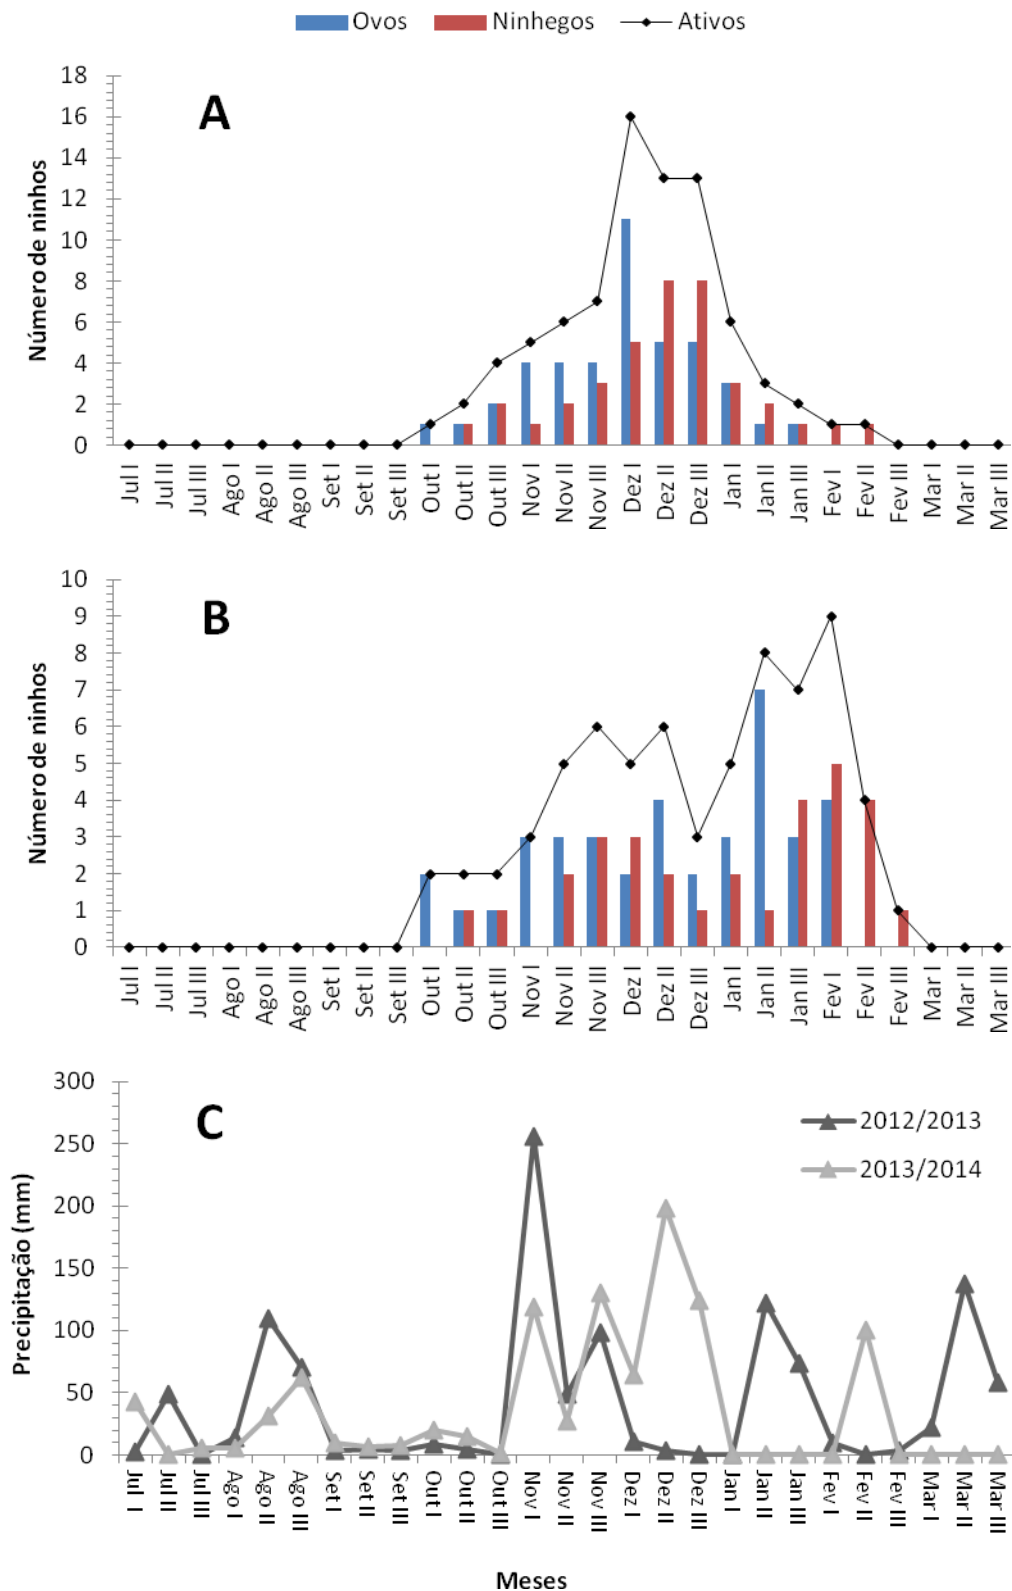 Ovos Ninhegos Ativos
A
Número de ninhos
18
16
14
12
10
8
6
4
2
0
Jul I Jul II Jul III Ago I Ago II Ago III Set I Set II Set III Out I Out II Out III Nov I Nov II Nov III Dez I Dez II Dez III Jan I Jan II Jan III Fev I Fev II Fev III Mar I Mar II Mar III
B
Número de ninhos
10
9
8
7
6
5
4
3
2
1
0
Jul I Jul II Jul III Ago I Ago II Ago III Set I Set II Set III Out I Out II Out III Nov I Nov II Nov III Dez I Dez II Dez III Jan I Jan II Jan III Fev I Fev II Fev III Mar I Mar II Mar III
C
2012/2013
2013/2014
Precipitação (mm)
300
250
200
150
100
50
0
Jul I Jul II Jul III Ago I Ago II Ago III Set I Set II Set III Out I Out II Out III Nov I Nov II Nov III Dez I Dez II Dez III Jan I Jan II Jan III Fev I Fev II Fev III Mar I Mar II Mar III
Meses